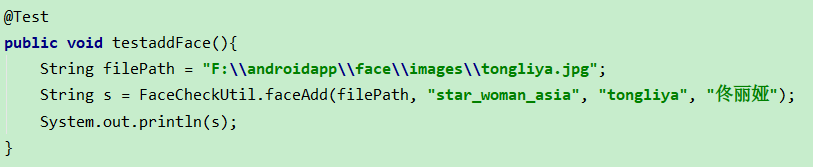 @Test
public void testaddFace(){
    String filePath = "F:\\androidapp\\face\\images\\tongliya.jpg";
    String s = FaceCheckUtil.faceAdd(filePath, "star_woman_asia", "tongliya", "佟丽娅");
    System.out.println(s);
}